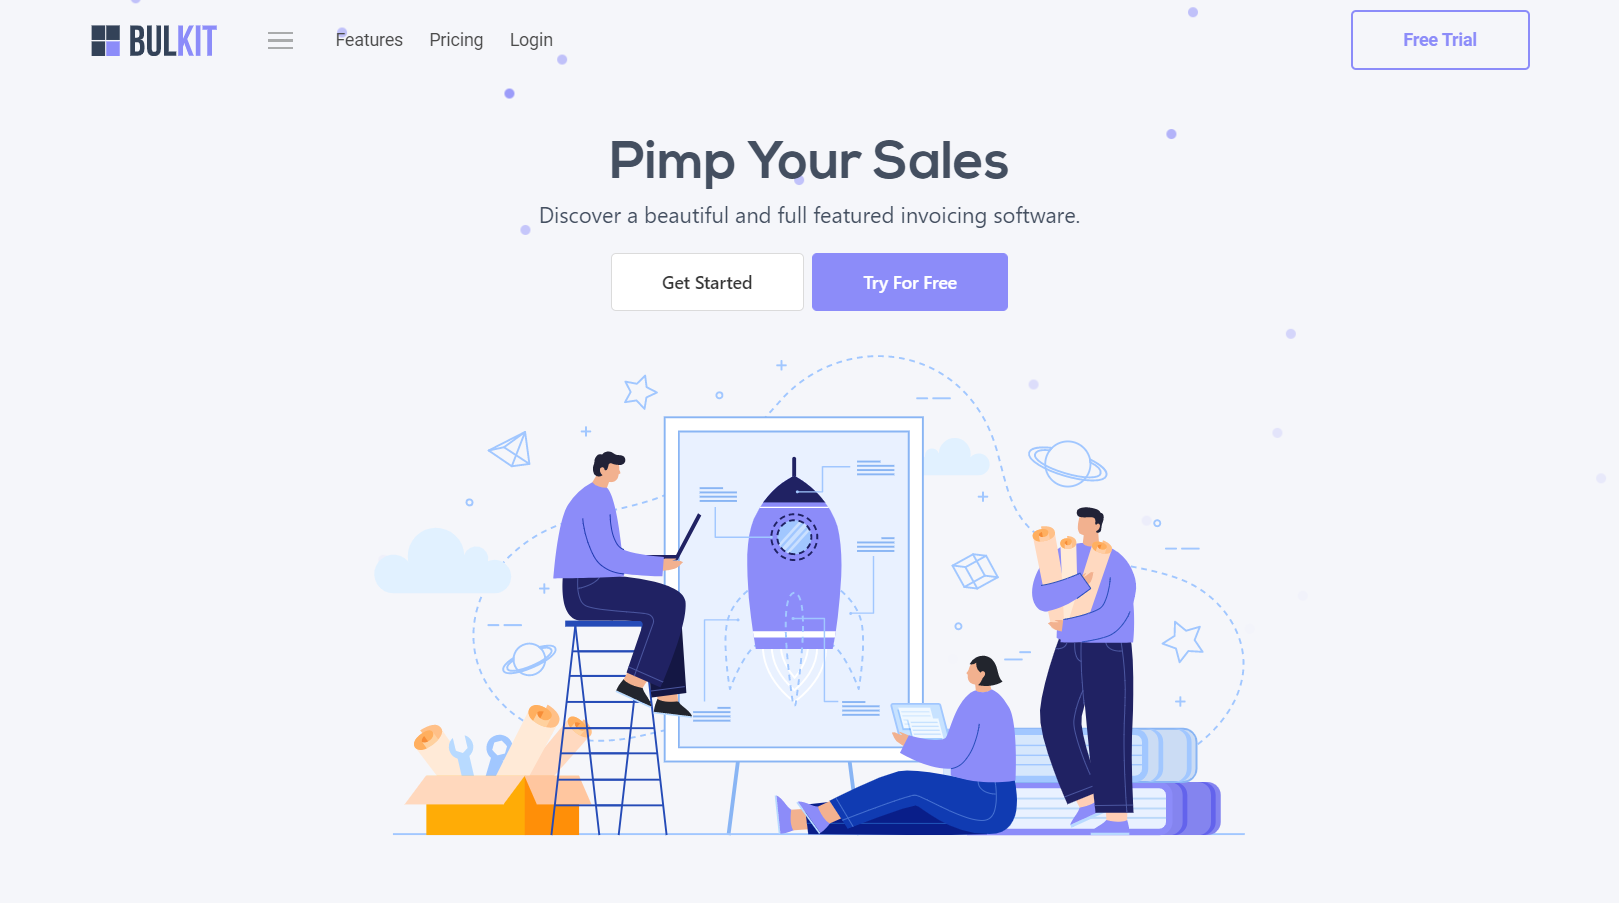 BULKIT
Features
Pricing
Login
Free Trial
Pimp Your Sales
Discover a beautiful and full featured invoicing software.
Get Started
Try For Free